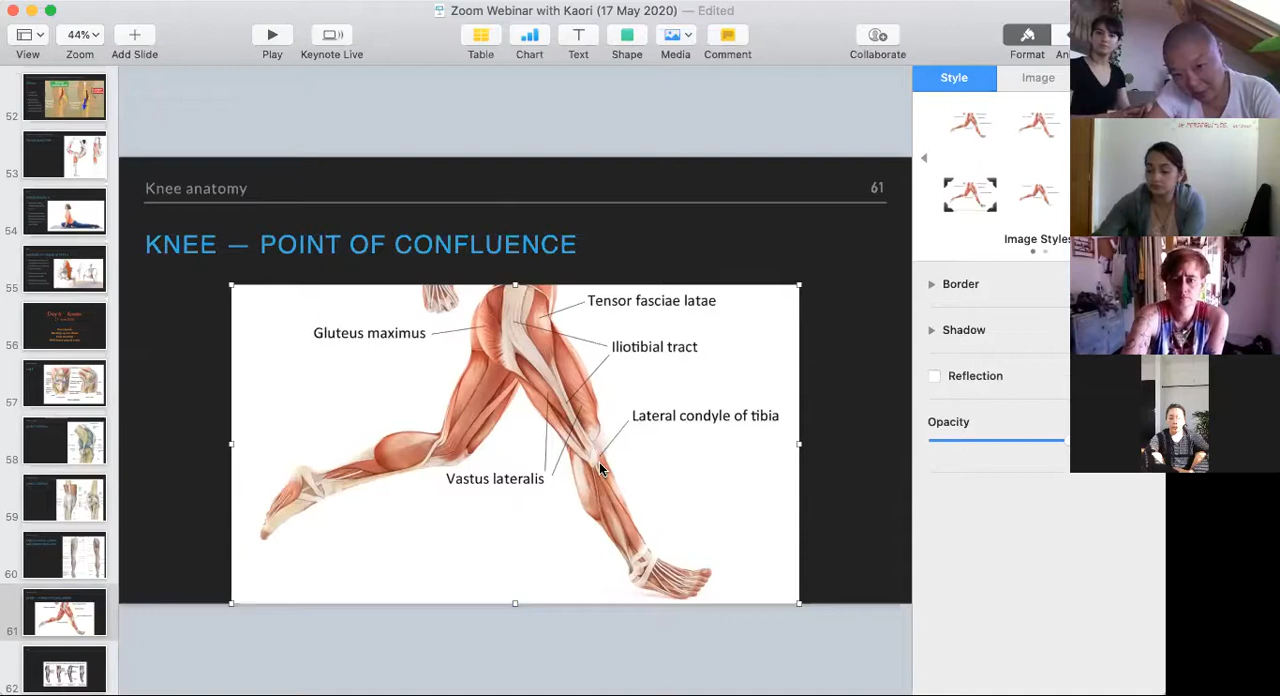 Zoom Webinar with Kaori (17 May 2020) — Edited
44%
View
Zoom
Add Slide
Play
Keynote Live
Table
Chart
Text
Shape
Media
Comment
Collaborate
Format
Style
Image
52
53
54
55
56
57
58
59
60
61
62
Knee anatomy
61
KNEE — POINT OF CONFLUENCE
Tensor fasciae latae
Gluteus maximus
Iliotibial tract
Lateral condyle of tibia
Vastus lateralis
Image Styles
Border
Shadow
Reflection
Opacity